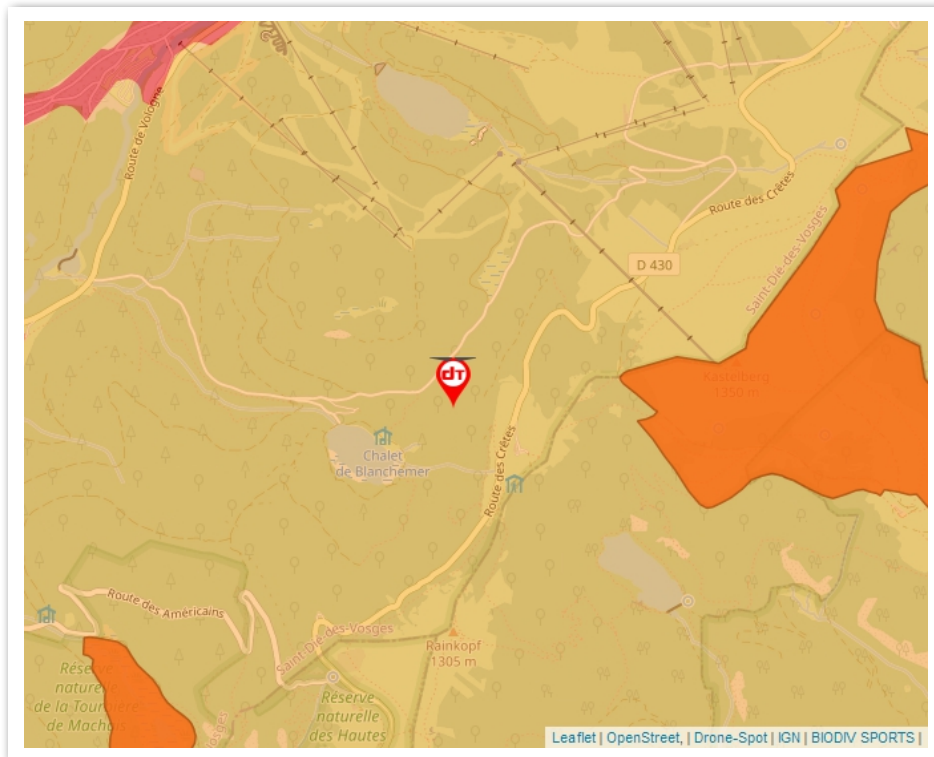 Route de Vologne
Route des Crêtes
D 430
Saint-Dié-des-Vosges
Kastelberg
1350 m
dT
Chalet
de Blanchemer
Route des Crêtes
Route des Américains
Saint-Dié-des-Vosges
Rainkopf
1305 m
Réserve
naturelle
de la Tourbière
de Machais
Vosges
Réserve
naturelle
des Hautes
Leaflet | OpenStreet, | Drone-Spot | IGN | BIODIV SPORTS |